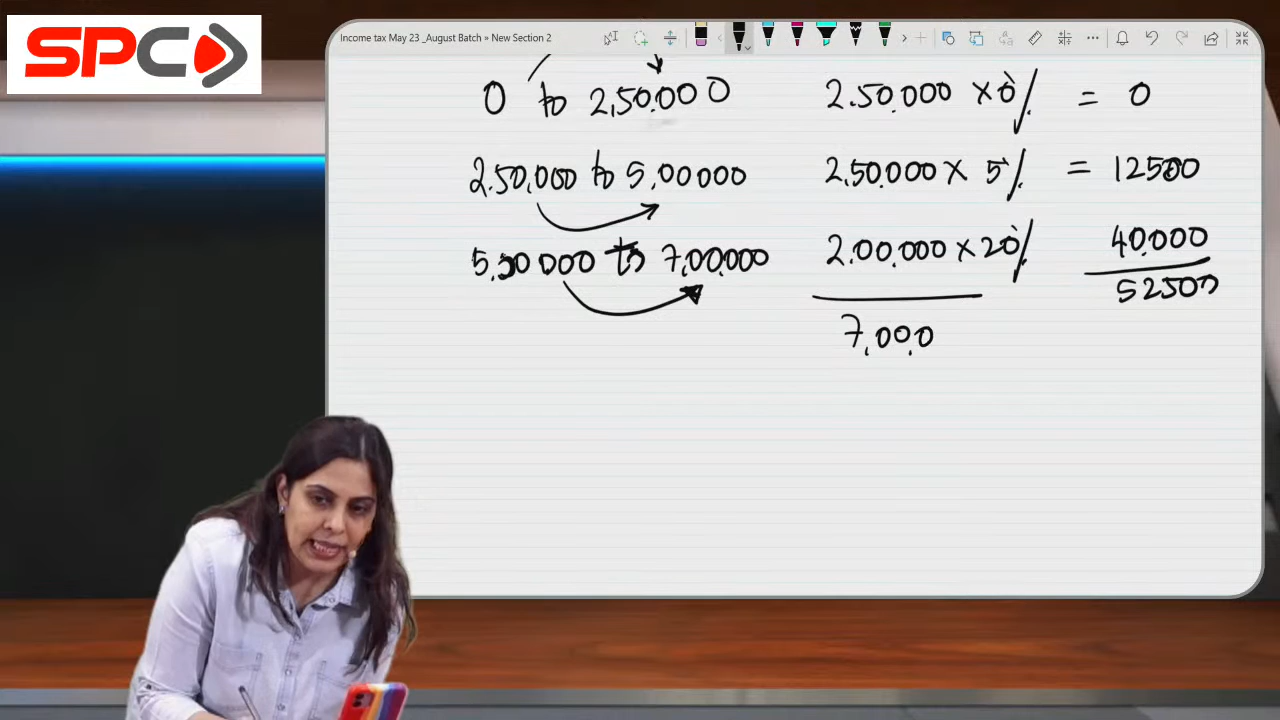 SPC
Income tax May 23 _August Batch » New Section 2
0 to 2,50,000 2.50.000 x 0% = 0
2.50,000 to 5,00000 2,50.000 x 5% = 12500
5,00 000 to 7,00,000 2.00.000 x 20% 40,000
52500
7,00,0